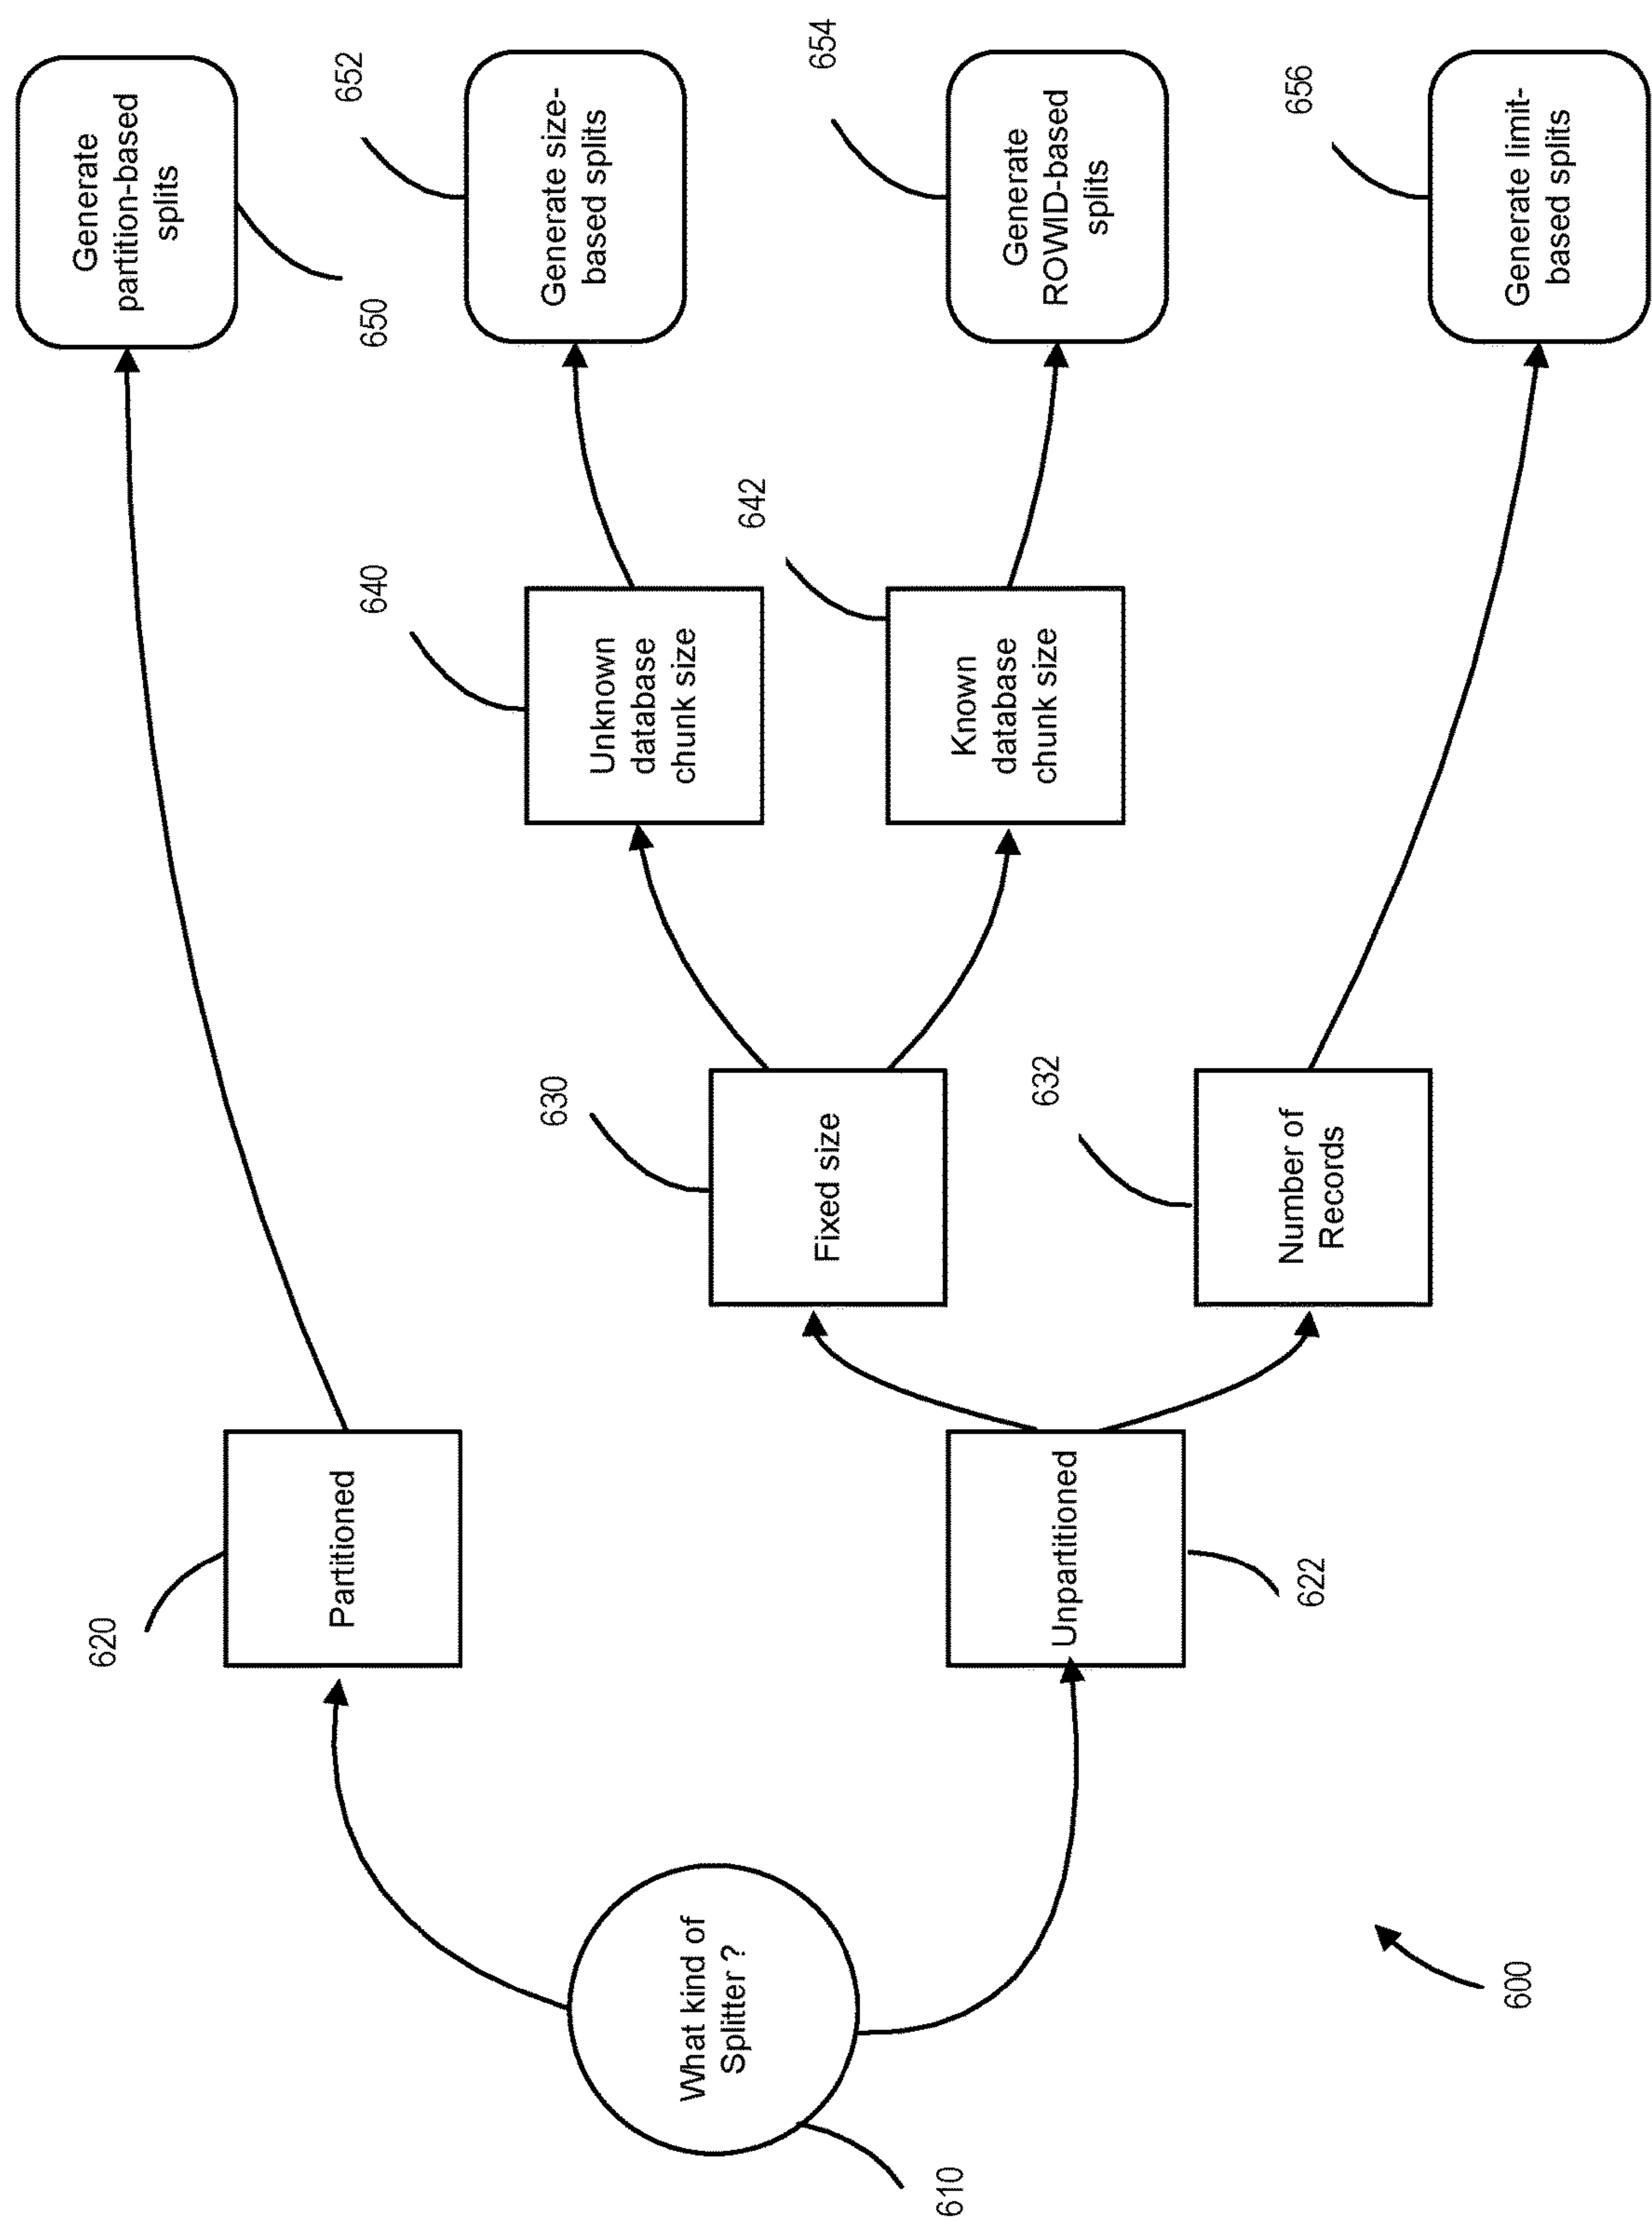 What kind of
Splitter ?
610
Partitioned
620
Unpartitioned
622
Fixed size
630
Number of
Records
632
Unknown
database
chunk size
640
Known
database
chunk size
642
Generate
partition-based
splits
650
Generate size-
based splits
652
Generate
ROWID-based
splits
654
Generate limit-
based splits
656
600